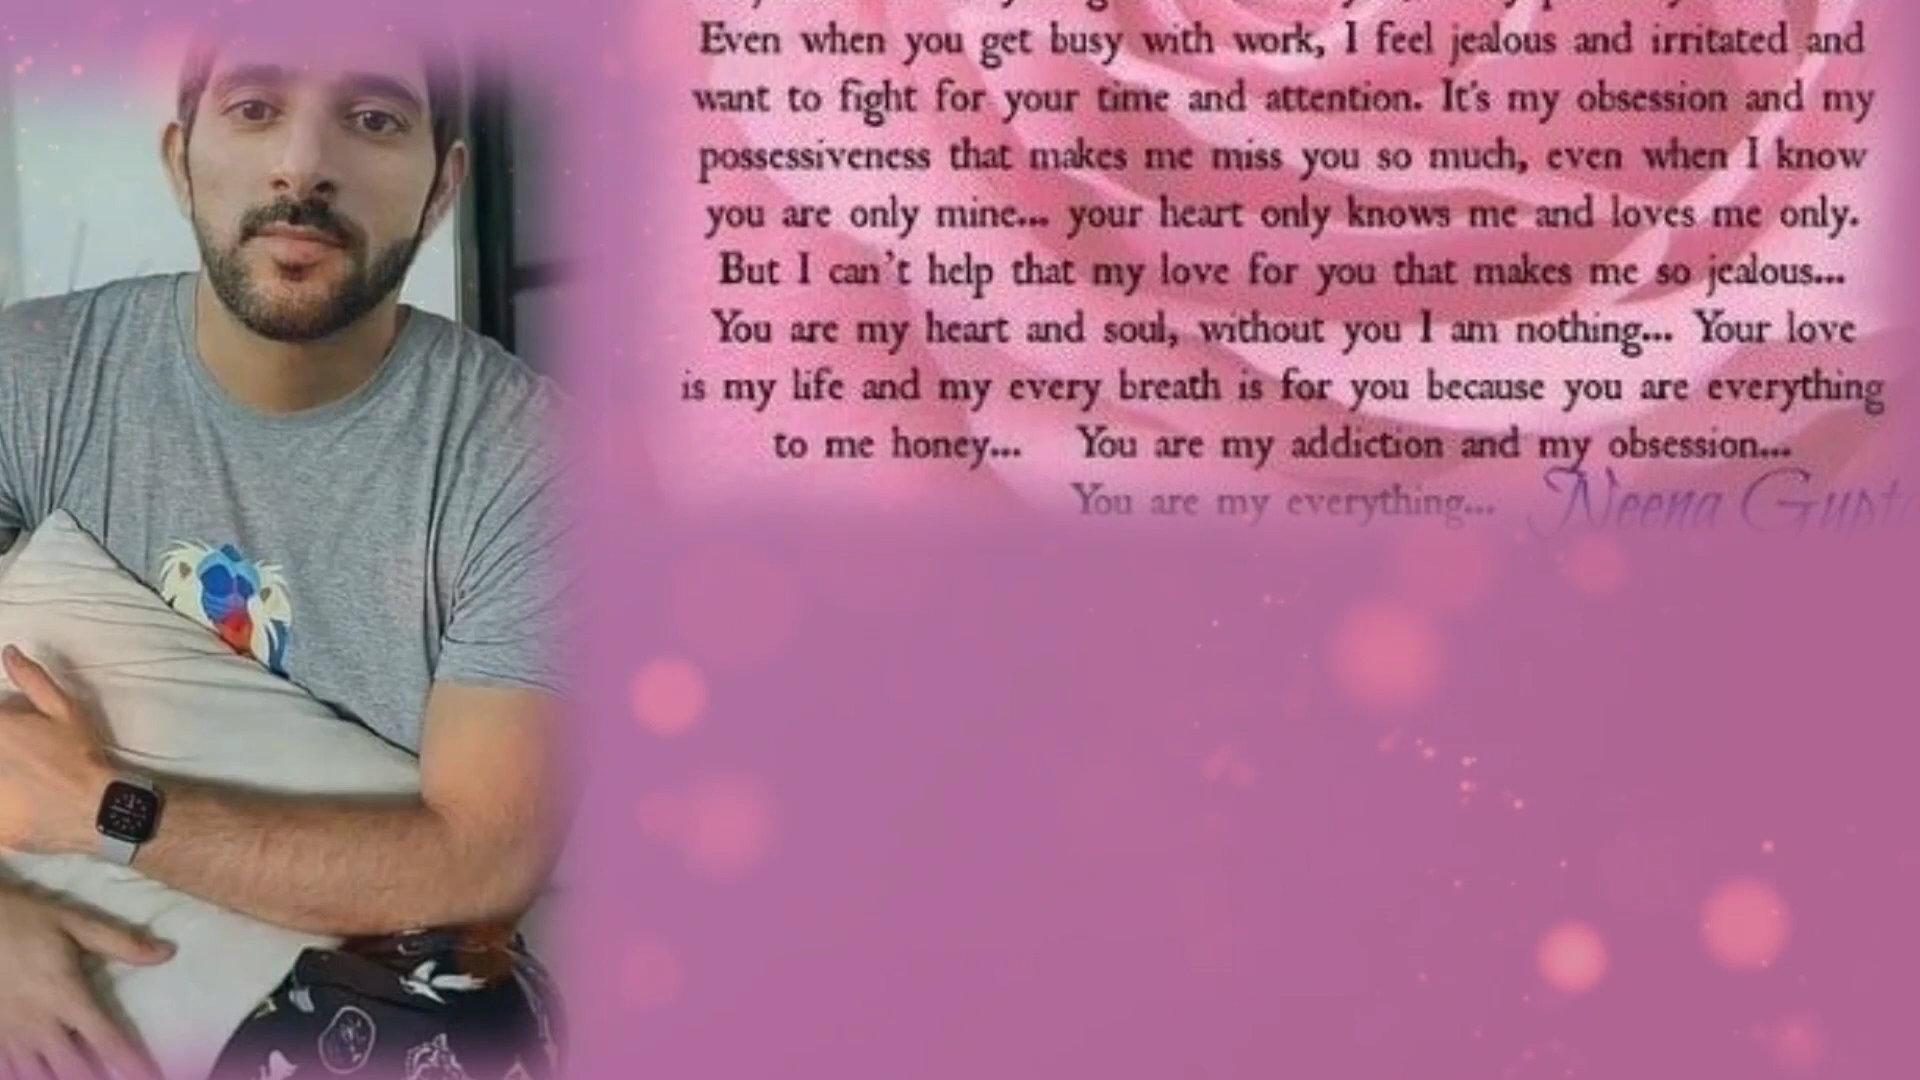 Even when you get busy with work, I feel jealous and irritated and
want to fight for your time and attention. It's my obsession and my
possessiveness that makes me miss you so much, even when I know
you are only mine... your heart only knows me and loves me only.
But I can't help that my love for you that makes me so jealous...
You are my heart and soul, without you I am nothing... Your love
is my life and my every breath is for you because you are everything
to me honey... You are my addiction and my obsession...
You are my everything...
Neena Gupta